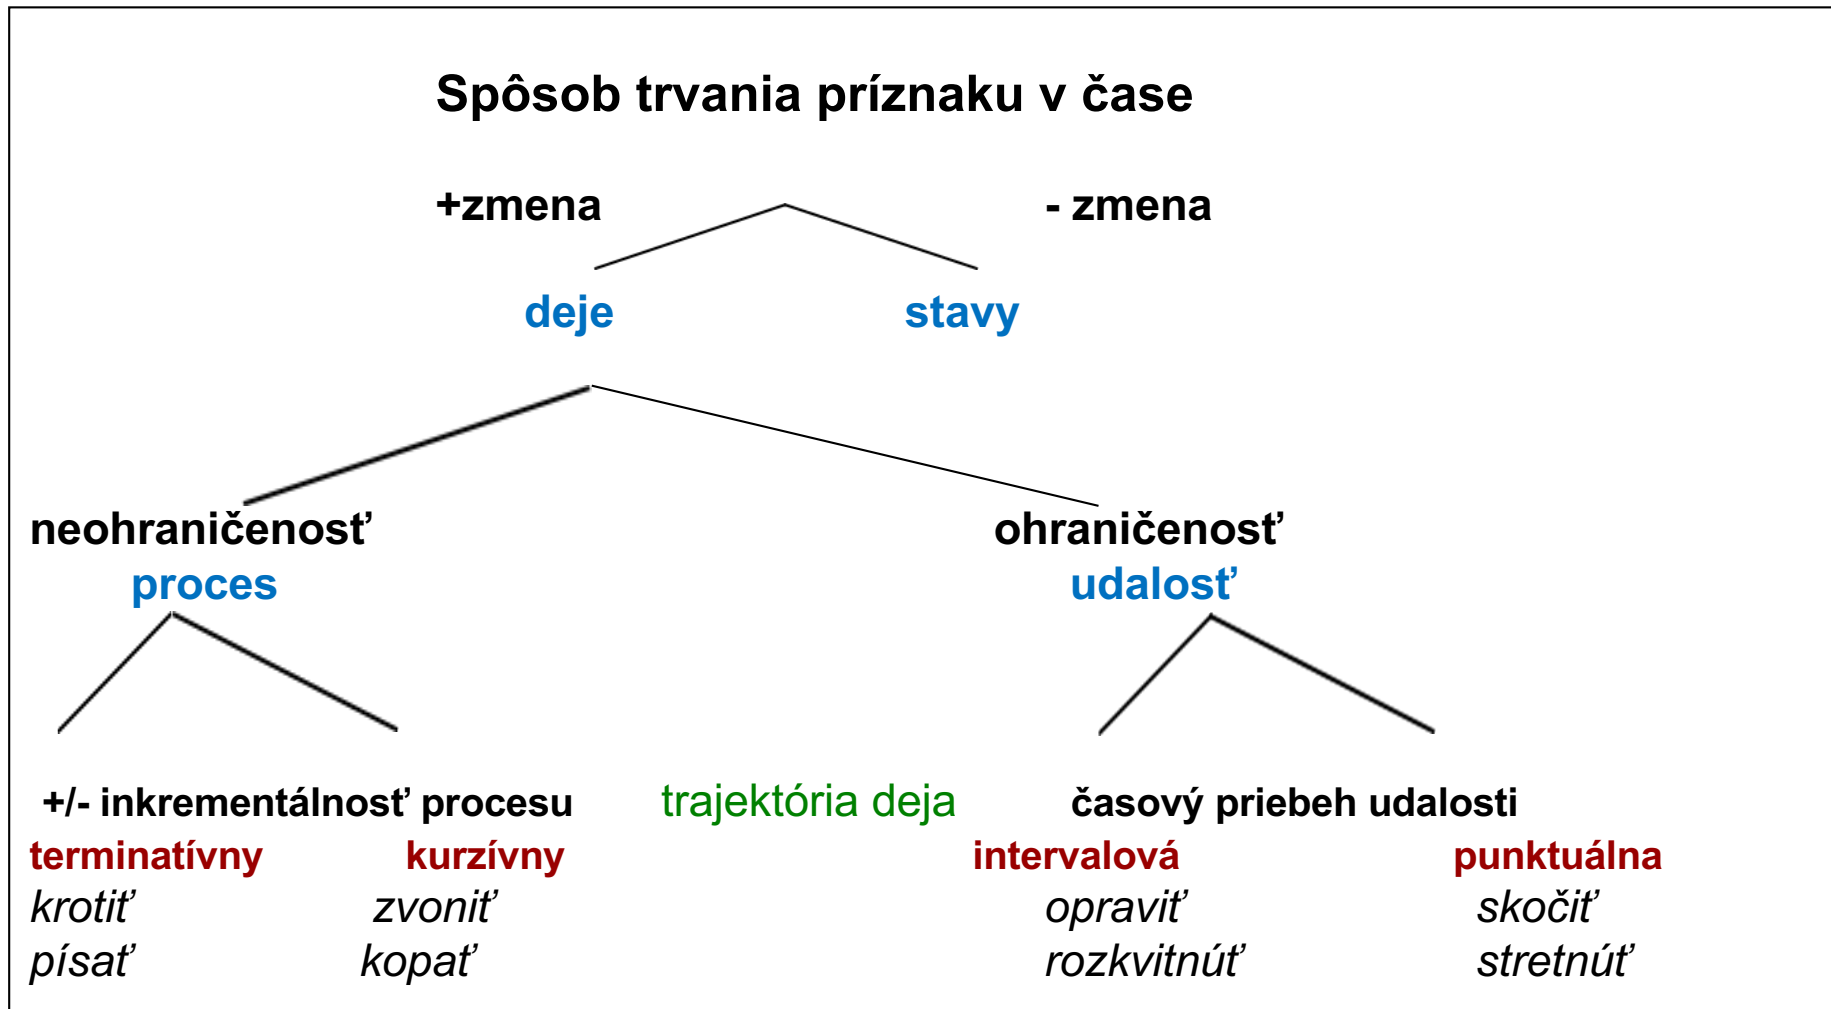 Spôsob trvania príznaku v čase
+zmena - zmena
deje stavy
neohraničenosť ohraničenosť
proces udalosť
+/- inkrementálnosť procesu trajektória deja časový priebeh udalosti
terminatívny kurzívny intervalová punktuálna
krotiť zvoniť opraviť skočiť
písať kopať rozkvitnúť stretnúť